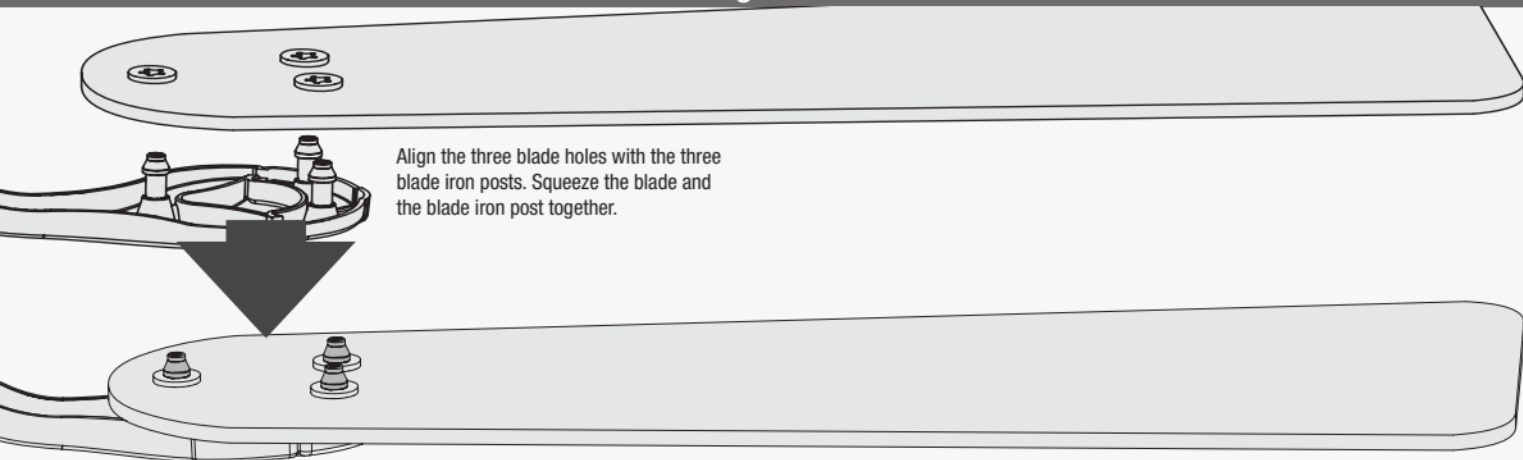 Align the three blade holes with the three
blade iron posts. Squeeze the blade and
the blade iron post together.